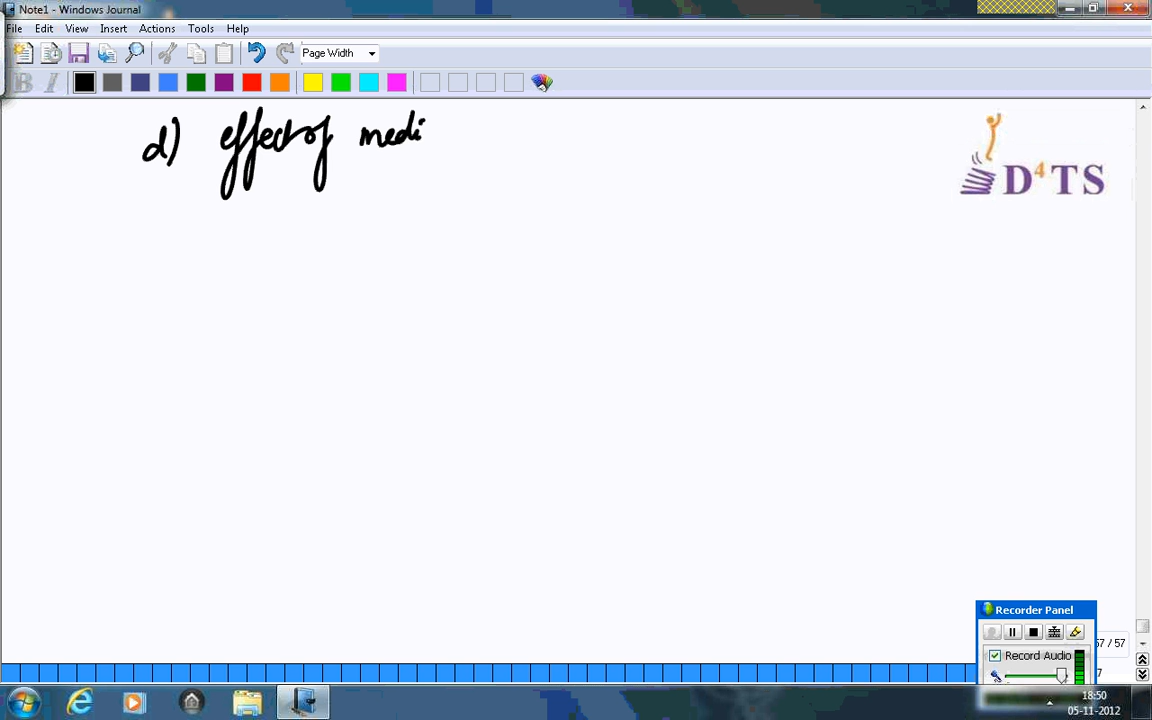 Note1 - Windows Journal
File Edit View Insert Actions Tools Help
Page Width
B I
d) effect of medi
D4TS
Recorder Panel
57 / 57
Record Audio
7
18:50
05-11-2012